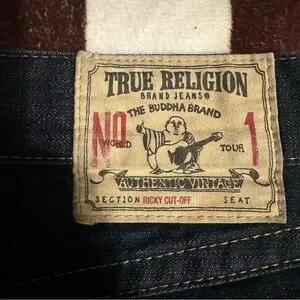 TRUE RELIGION
BRAND JEANS®
THE BUDDHA BRAND
NO 1
WORLD TOUR
AUTHENTIC VINTAGE
SECTION RICKY CUT-OFF SEAT